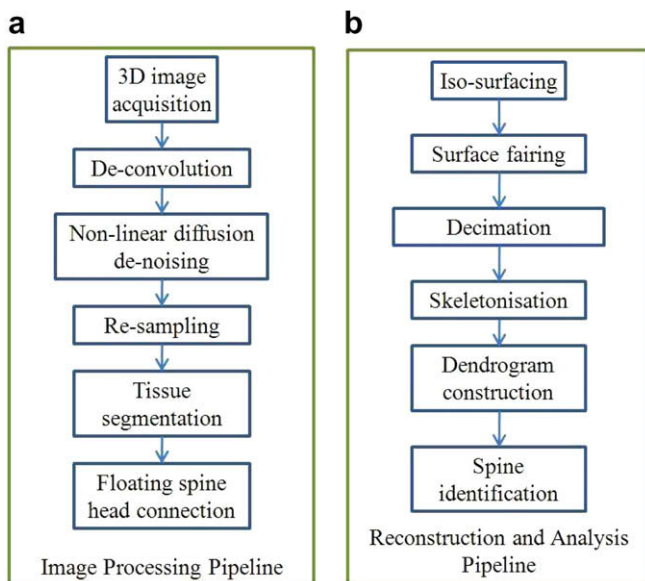 a
3D image
acquisition
De-convolution
Non-linear diffusion
de-noising
Re-sampling
Tissue
segmentation
Floating spine
head connection
Image Processing Pipeline
b
Iso-surfacing
Surface fairing
Decimation
Skeletonisation
Dendrogram
construction
Spine
identification
Reconstruction and Analysis
Pipeline